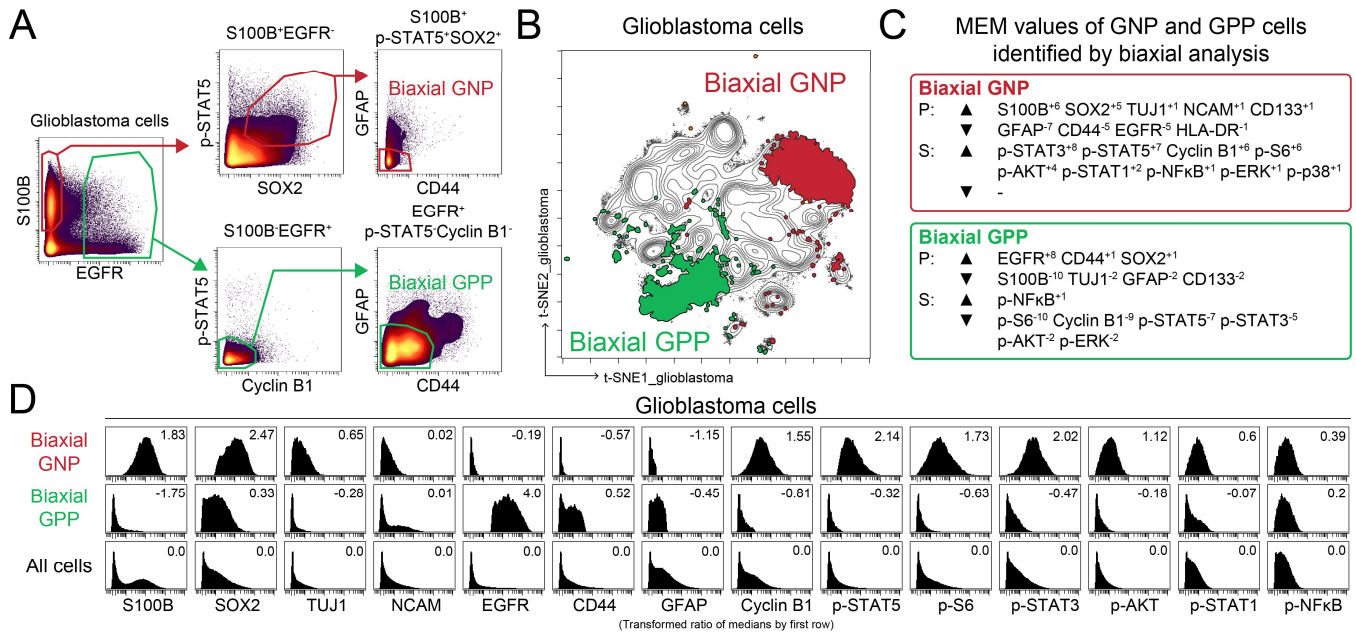 A
Glioblastoma cells
S100B
EGFR
S100B⁺EGFR⁻
p-STAT5
SOX2
S100B⁺
p-STAT5⁺SOX2⁺
Biaxial GNP
GFAP
CD44
S100B⁻EGFR⁺
p-STAT5
Cyclin B1
EGFR⁺
p-STAT5⁻Cyclin B1⁻
Biaxial GPP
GFAP
CD44
B
Glioblastoma cells
Biaxial GNP
Biaxial GPP
t-SNE2_glioblastoma
t-SNE1_glioblastoma
C
MEM values of GNP and GPP cells
identified by biaxial analysis
Biaxial GNP
P: ▲ S100B⁺⁶ SOX2⁺⁵ TUJ1⁺¹ NCAM⁺¹ CD133⁺¹
▼ GFAP⁻⁷ CD44⁻⁵ EGFR⁻⁵ HLA-DR⁻¹
S: ▲ p-STAT3⁺⁸ p-STAT5⁺⁷ Cyclin B1⁺⁶ p-S6⁺⁶
p-AKT⁺⁴ p-STAT1⁺² p-NFκB⁺¹ p-ERK⁺¹ p-p38⁺¹
▼ -
Biaxial GPP
P: ▲ EGFR⁺⁸ CD44⁺¹ SOX2⁺¹
▼ S100B⁻¹⁰ TUJ1⁻² GFAP⁻² CD133⁻²
S: ▲ p-NFκB⁺¹
▼ p-S6⁻¹⁰ Cyclin B1⁻⁹ p-STAT5⁻⁷ p-STAT3⁻⁵
p-AKT⁻² p-ERK⁻²
D
Glioblastoma cells
Biaxial
GNP
1.83 2.47 0.65 0.02 -0.19 -0.57 -1.15 1.55 2.14 1.73 2.02 1.12 0.6 0.39
Biaxial
GPP
-1.75 0.33 -0.28 0.01 4.0 0.52 -0.45 -0.81 -0.32 -0.63 -0.47 -0.18 -0.07 0.2
All cells
0.0 0.0 0.0 0.0 0.0 0.0 0.0 0.0 0.0 0.0 0.0 0.0 0.0 0.0
S100B SOX2 TUJ1 NCAM EGFR CD44 GFAP Cyclin B1 p-STAT5 p-S6 p-STAT3 p-AKT p-STAT1 p-NFκB
(Transformed ratio of medians by first row)